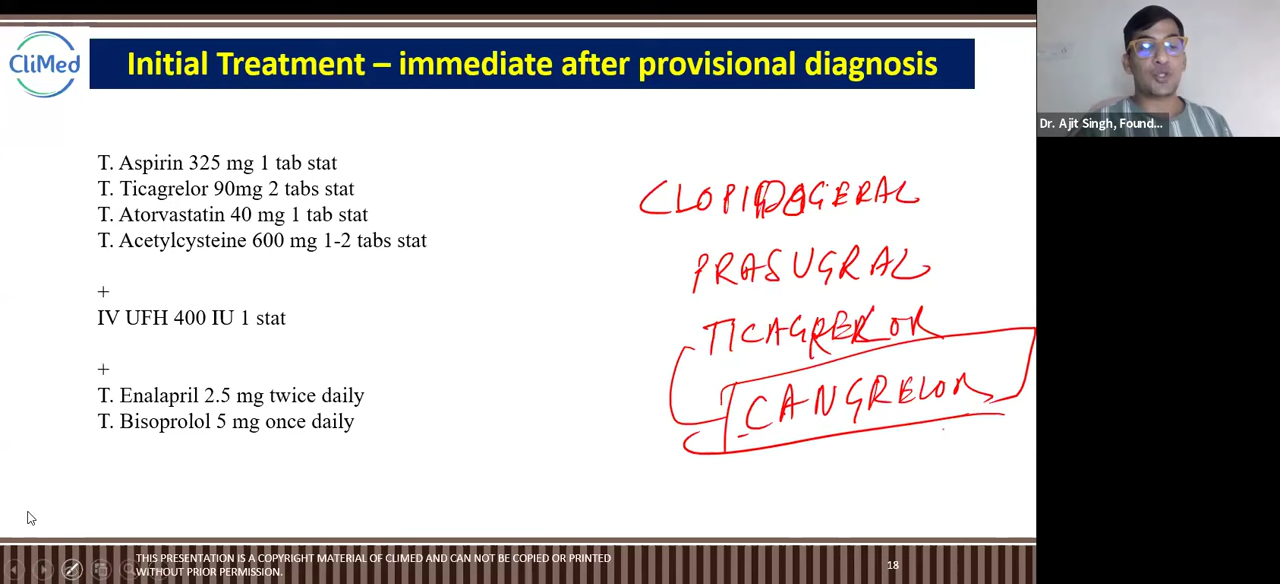 CliMed
Initial Treatment – immediate after provisional diagnosis
Dr. Ajit Singh, Found...
T. Aspirin 325 mg 1 tab stat
T. Ticagrelor 90mg 2 tabs stat
T. Atorvastatin 40 mg 1 tab stat
T. Acetylcysteine 600 mg 1-2 tabs stat
+
IV UFH 400 IU 1 stat
+
T. Enalapril 2.5 mg twice daily
T. Bisoprolol 5 mg once daily
CLOPIDOGERAL
PRASUGRAL
TICAGREROR
CANGRELOR
THIS PRESENTATION IS A COPYRIGHT MATERIAL OF CLIMED AND CAN NOT BE COPIED OR PRINTED
WITHOUT PRIOR PERMISSION.
18